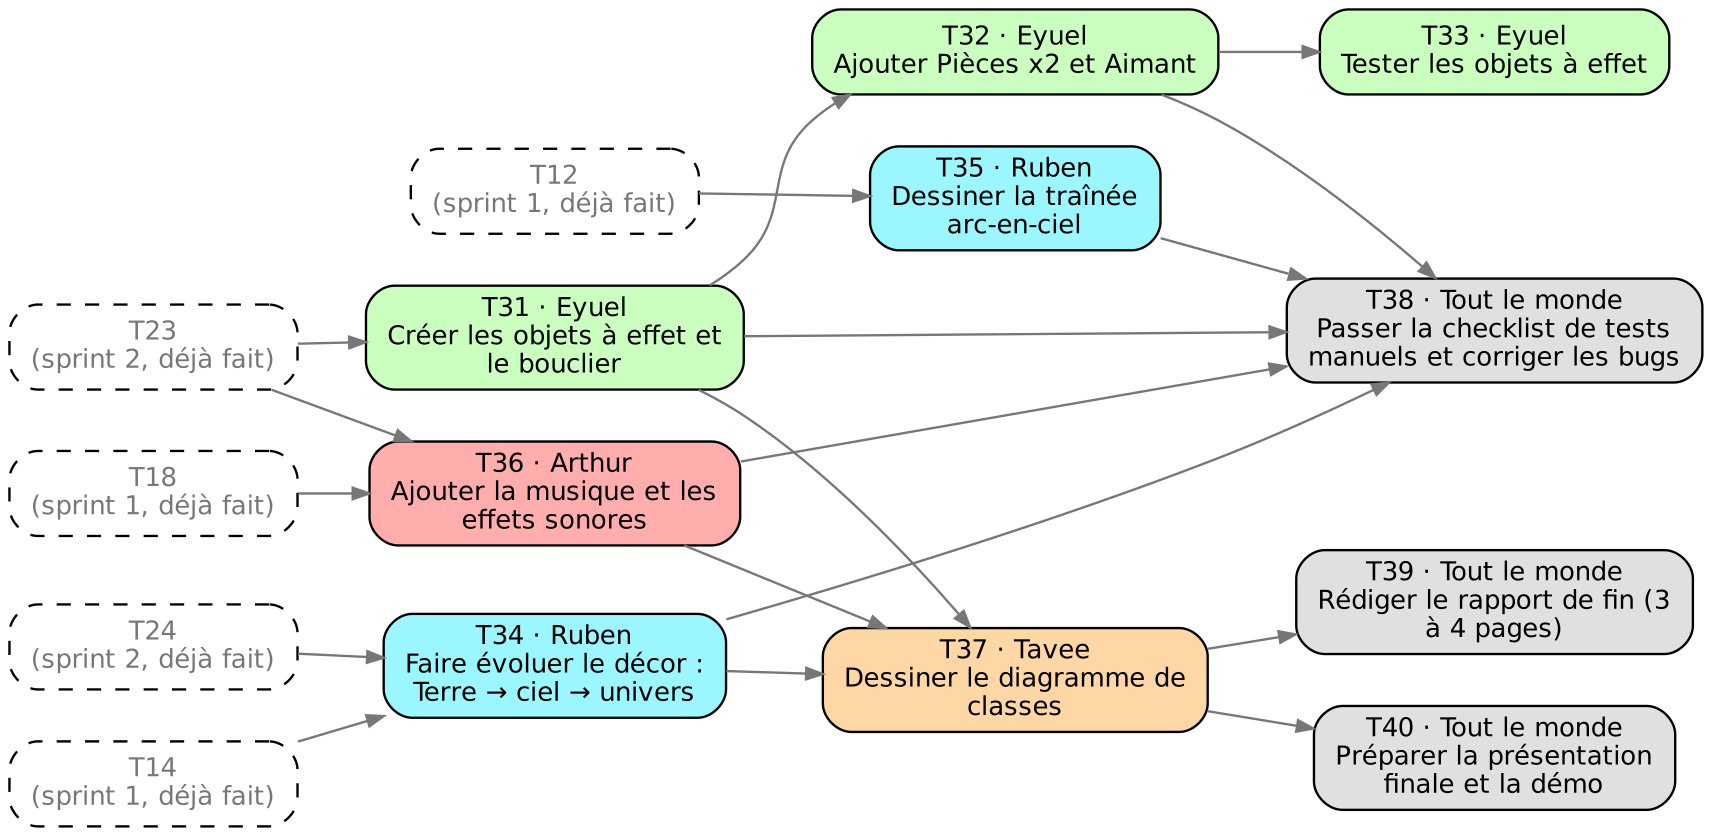 T32 · Eyuel
Ajouter Pièces x2 et Aimant
T33 · Eyuel
Tester les objets à effet
T12
(sprint 1, déjà fait)
T35 · Ruben
Dessiner la traînée
arc-en-ciel
T23
(sprint 2, déjà fait)
T31 · Eyuel
Créer les objets à effet et
le bouclier
T38 · Tout le monde
Passer la checklist de tests
manuels et corriger les bugs
T18
(sprint 1, déjà fait)
T36 · Arthur
Ajouter la musique et les
effets sonores
T24
(sprint 2, déjà fait)
T34 · Ruben
Faire évoluer le décor :
Terre → ciel → univers
T37 · Tavee
Dessiner le diagramme de
classes
T39 · Tout le monde
Rédiger le rapport de fin (3
à 4 pages)
T14
(sprint 1, déjà fait)
T40 · Tout le monde
Préparer la présentation
finale et la démo